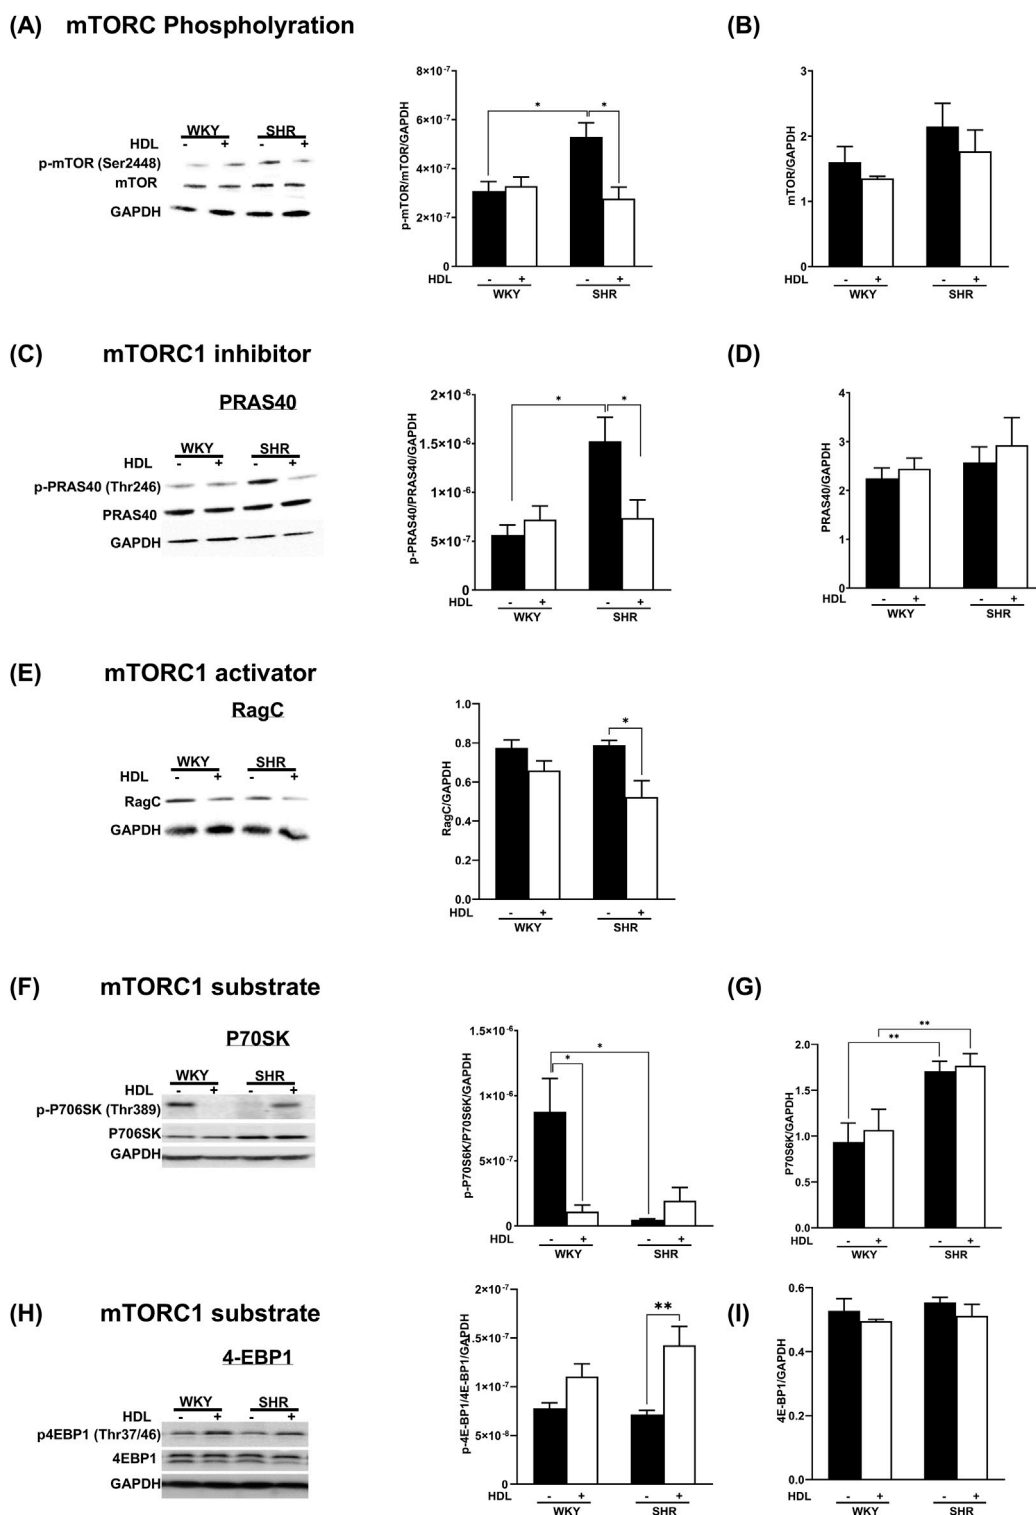 (A) mTORC Phospholyration
WKY SHR
HDL - + - +
p-mTOR (Ser2448)
mTOR
GAPDH
p-mTOR/mTOR/GAPDH
8×10⁻⁷
6×10⁻⁷
4×10⁻⁷
2×10⁻⁷
0
* *
HDL - + - +
WKY SHR
(B)
mTOR/GAPDH
3
2
1
0
HDL - + - +
WKY SHR
(C) mTORC1 inhibitor
PRAS40
WKY SHR
HDL - + - +
p-PRAS40 (Thr246)
PRAS40
GAPDH
p-PRAS40/PRAS40/GAPDH
2×10⁻⁶
1.5×10⁻⁶
1×10⁻⁶
5×10⁻⁷
0
* *
HDL - + - +
WKY SHR
(D)
PRAS40/GAPDH
4
3
2
1
0
HDL - + - +
WKY SHR
(E) mTORC1 activator
RagC
WKY SHR
HDL - + - +
RagC
GAPDH
RagC/GAPDH
1.0
0.8
0.6
0.4
0.2
0.0
*
HDL - + - +
WKY SHR
(F) mTORC1 substrate
P70SK
WKY SHR
HDL - + - +
p-P706SK (Thr389)
P706SK
GAPDH
p-P70S6K/P70S6K/GAPDH
1.5×10⁻⁶
1×10⁻⁶
5×10⁻⁷
0
* *
HDL - + - +
WKY SHR
(G)
P70S6K/GAPDH
2.0
1.5
1.0
0.5
0.0
** **
HDL - + - +
WKY SHR
(H) mTORC1 substrate
4-EBP1
WKY SHR
HDL - + - +
p4EBP1 (Thr37/46)
4EBP1
GAPDH
p-4E-BP1/4E-BP1/GAPDH
2×10⁻⁷
1.5×10⁻⁷
1×10⁻⁷
5×10⁻⁸
0
**
HDL - + - +
WKY SHR
(I)
4E-BP1/GAPDH
0.6
0.4
0.2
0.0
HDL - + - +
WKY SHR